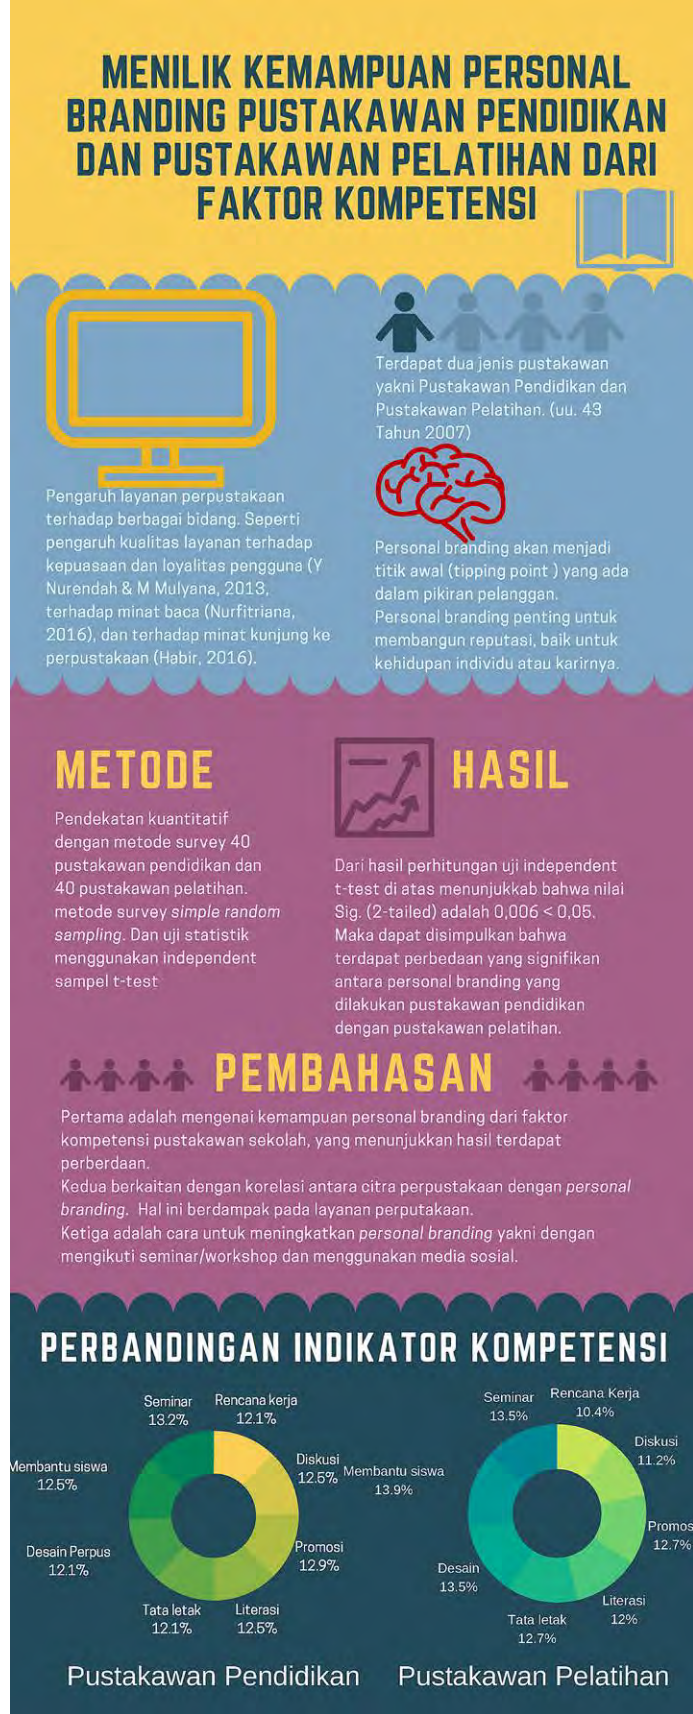 MENILIK KEMAMPUAN PERSONAL
BRANDING PUSTAKAWAN PENDIDIKAN
DAN PUSTAKAWAN PELATIHAN DARI
FAKTOR KOMPETENSI
Pengaruh layanan perpustakaan
terhadap berbagai bidang. Seperti
pengaruh kualitas layanan terhadap
kepuasaan dan loyalitas pengguna (Y
Nurendah & M Mulyana, 2013,
terhadap minat baca (Nurfitriana,
2016), dan terhadap minat kunjung ke
perpustakaan (Habir, 2016).
Terdapat dua jenis pustakawan
yakni Pustakawan Pendidikan dan
Pustakawan Pelatihan. (uu. 43
Tahun 2007)
Personal branding akan menjadi
titik awal (tipping point ) yang ada
dalam pikiran pelanggan.
Personal branding penting untuk
membangun reputasi, baik untuk
kehidupan individu atau karirnya.
METODE
Pendekatan kuantitatif
dengan metode survey 40
pustakawan pendidikan dan
40 pustakawan pelatihan.
metode survey simple random
sampling. Dan uji statistik
menggunakan independent
sampel t-test
HASIL
Dari hasil perhitungan uji independent
t-test di atas menunjukkab bahwa nilai
Sig. (2-tailed) adalah 0,006 < 0,05.
Maka dapat disimpulkan bahwa
terdapat perbedaan yang signifikan
antara personal branding yang
dilakukan pustakawan pendidikan
dengan pustakawan pelatihan.
PEMBAHASAN
Pertama adalah mengenai kemampuan personal branding dari faktor
kompetensi pustakawan sekolah, yang menunjukkan hasil terdapat
perberdaan.
Kedua berkaitan dengan korelasi antara citra perpustakaan dengan personal
branding. Hal ini berdampak pada layanan perputakaan.
Ketiga adalah cara untuk meningkatkan personal branding yakni dengan
mengikuti seminar/workshop dan menggunakan media sosial.
PERBANDINGAN INDIKATOR KOMPETENSI
Seminar
13.2%
Rencana kerja
12.1%
Diskusi
12.5%
Promosi
12.9%
Literasi
12.5%
Tata letak
12.1%
Desain Perpus
12.1%
Membantu siswa
12.5%
Pustakawan Pendidikan
Seminar
13.5%
Rencana Kerja
10.4%
Diskusi
11.2%
Promos
12.7%
Literasi
12%
Tata letak
12.7%
Desain
13.5%
Membantu siswa
13.9%
Pustakawan Pelatihan